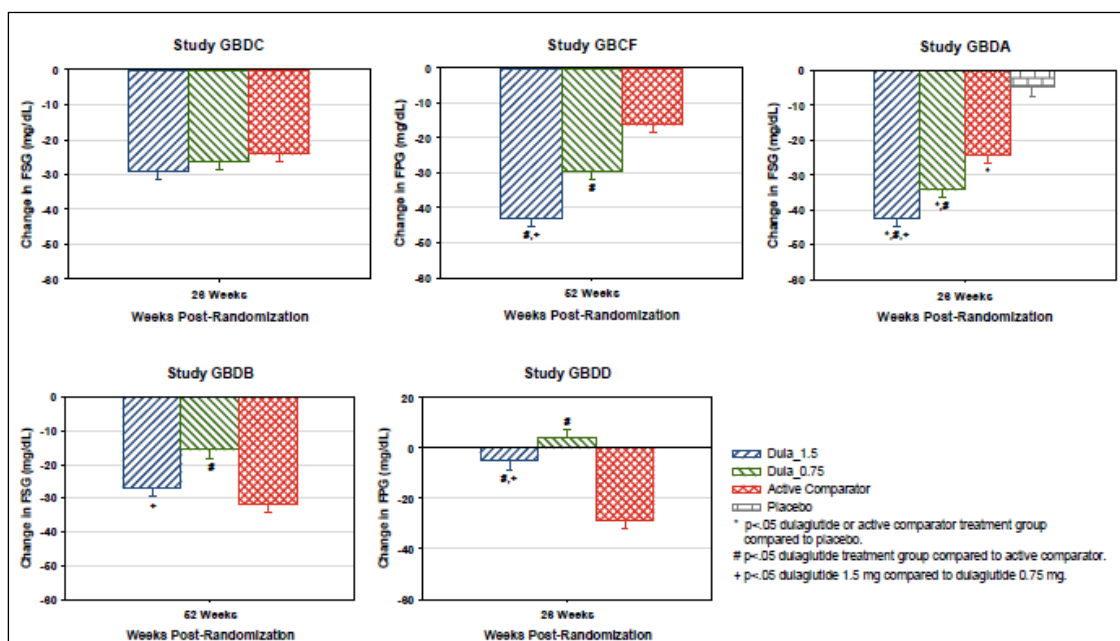 Study GBDC
0
-10
-20
-30
-40
-50
-60
Change in FSG (mg/dL)
26 Weeks
Weeks Post-Randomization
Study GBCF
0
-10
-20
-30
-40
-50
-60
Change in FPG (mg/dL)
#,+
#
52 Weeks
Weeks Post-Randomization
Study GBDA
0
-10
-20
-30
-40
-50
-60
Change in FSG (mg/dL)
*,#,+
*,#
*
26 Weeks
Weeks Post-Randomization
Study GBDB
0
-10
-20
-30
-40
-50
-60
Change in FSG (mg/dL)
+
#
52 Weeks
Weeks Post-Randomization
Study GBDD
20
0
-20
-40
-60
Change in FPG (mg/dL)
#,+
#
26 Weeks
Weeks Post-Randomization
Dula_1.5
Dula_0.75
Active Comparator
Placebo
* p<.05 dulaglutide or active comparator treatment group
compared to placebo.
# p<.05 dulaglutide treatment group compared to active comparator.
+ p<.05 dulaglutide 1.5 mg compared to dulaglutide 0.75 mg.